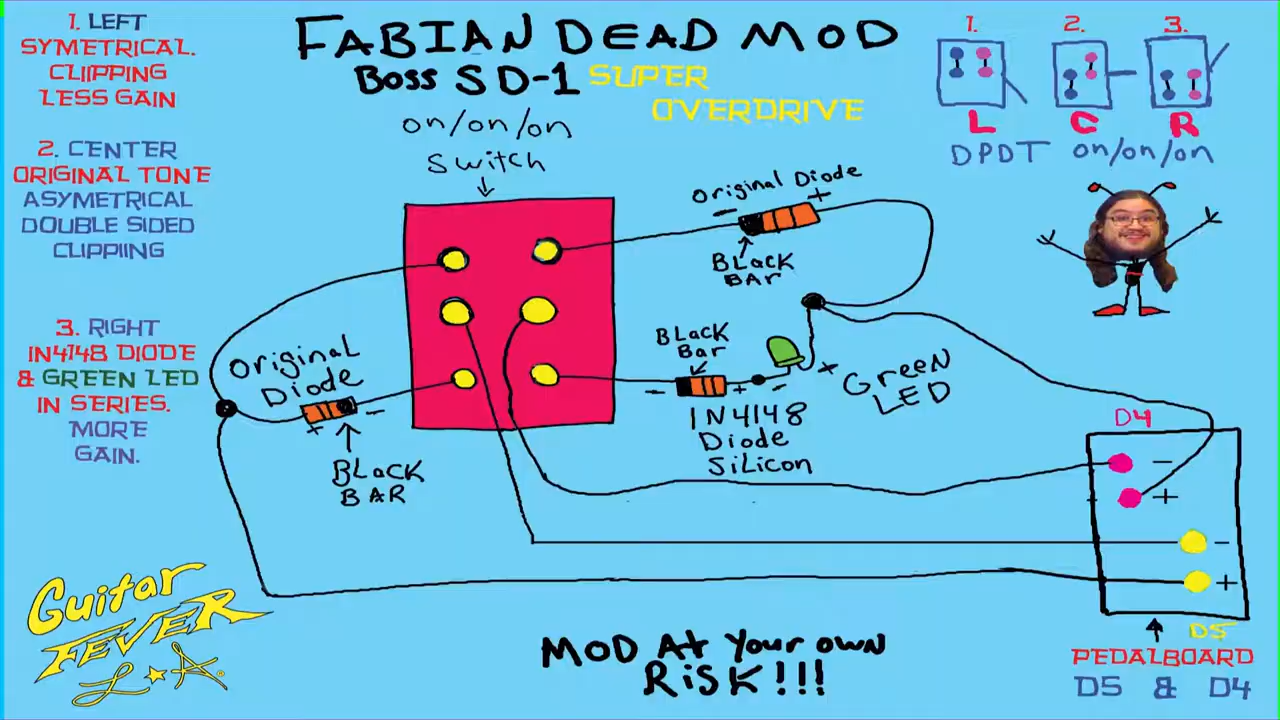 FABIAN DEAD MOD
BOSS SD-1 SUPER
OVERDRIVE
1. LEFT
SYMETRICAL.
CLIIPPING
LESS GAIN
2. CENTER
ORIGINAL TONE
ASYMETRICAL
DOUBLE SIDED
CLIPPIING
3. RIGHT
IN4148 DIODE
& GREEN LED
IN SERIES.
MORE
GAIN.
on/on/on
Switch
1. 2. 3.
L C R
DPDT on/on/on
Original Diode
- +
BLACK
BAR
Original
Diode
+ -
BLACK
BAR
BLACK
Bar
- + - +
Green
LED
1N4148
Diode
Silicon
D4
-
- +
-
+
D5
PEDALBOARD
D5 & D4
Guitar
FEVER
L★A.
MOD At Your own
RiSK!!!